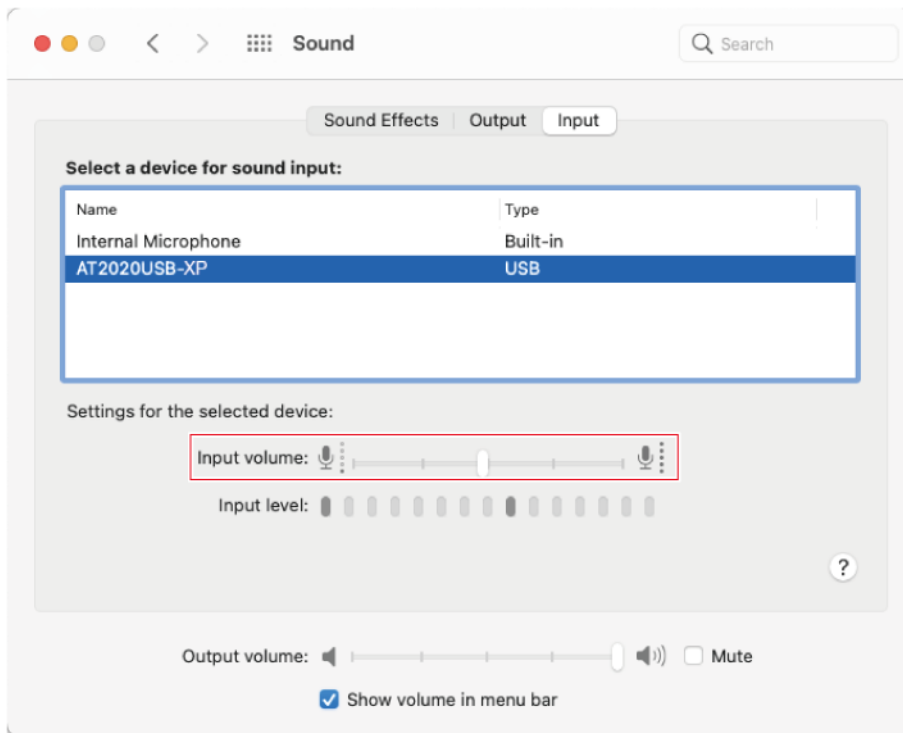 Sound
Search
Sound Effects Output Input
Select a device for sound input:
Name Type
Internal Microphone Built-in
AT2020USB-XP USB
Settings for the selected device:
Input volume:
Input level:
?
Output volume: Mute
Show volume in menu bar